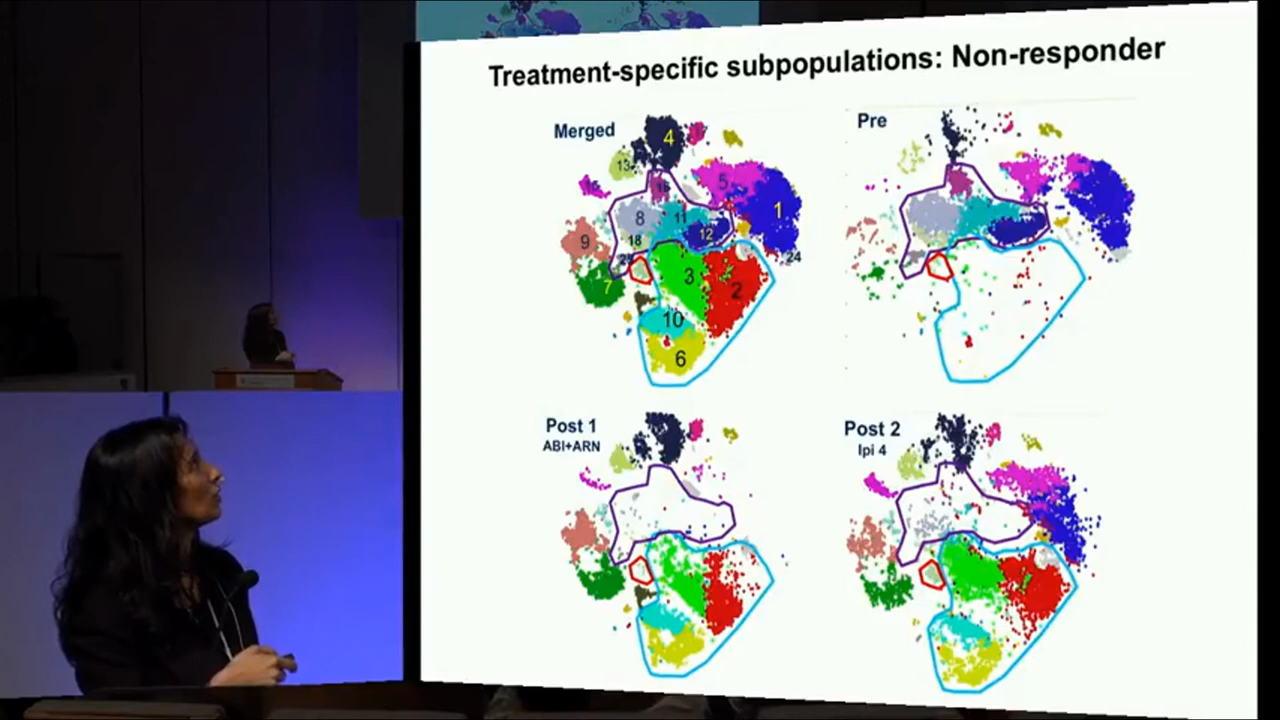 Treatment-specific subpopulations: Non-responder
Merged
4
13
5
1
8
11
12
9
18
24
7
3
2
10
6
Pre
Post 1
ABI+ARN
Post 2
Ipi 4